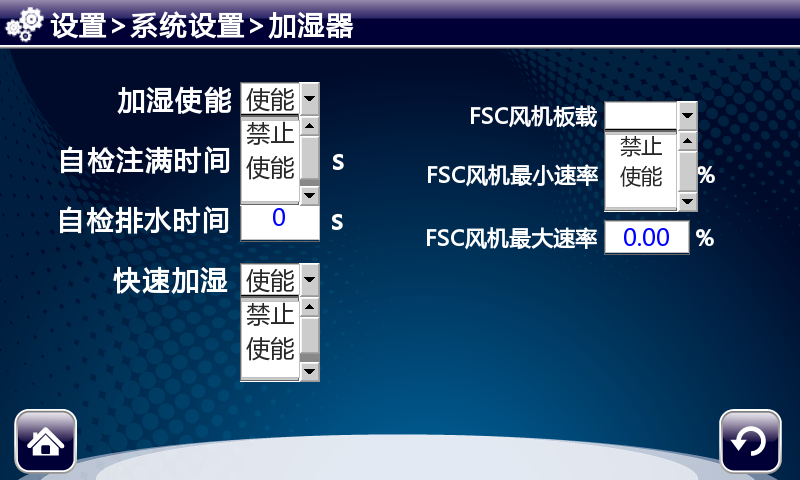 设置>系统设置>加湿器
加湿使能 使能
禁止
使能
自检注满时间 s
自检排水时间 0 s
快速加湿 使能
禁止
使能
FSC风机板载
禁止
使能
FSC风机最小速率 %
FSC风机最大速率 0.00 %